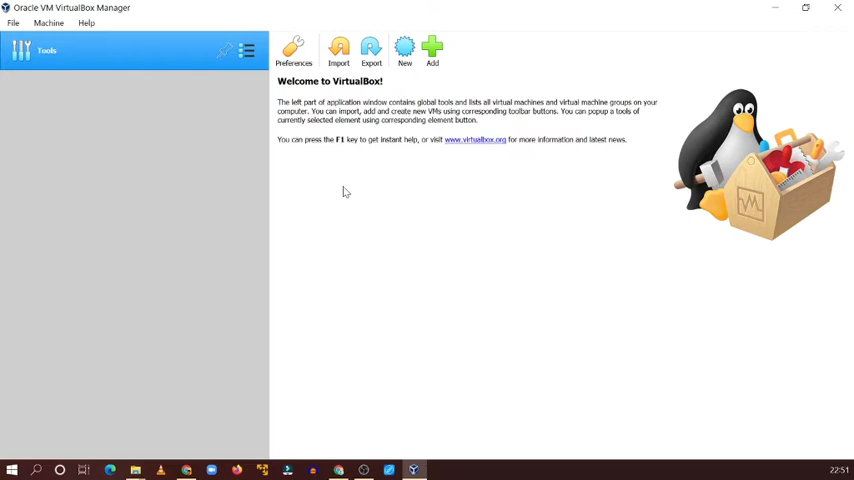 Oracle VM VirtualBox Manager
File Machine Help
Tools
Preferences Import Export New Add
Welcome to VirtualBox!
The left part of application window contains global tools and lists all virtual machines and virtual machine groups on your
computer. You can import, add and create new VMs using corresponding toolbar buttons. You can popup a tools of
currently selected element using corresponding element button.
You can press the F1 key to get instant help, or visit www.virtualbox.org for more information and latest news.
22:51